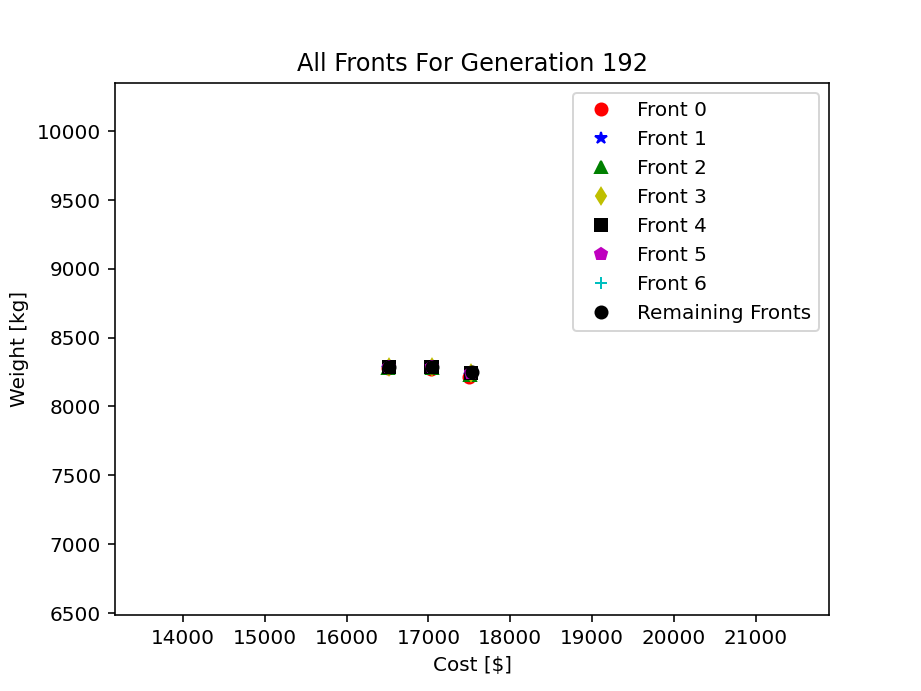 All Fronts For Generation 192
Front 0
Front 1
Front 2
Front 3
Front 4
Front 5
Front 6
Remaining Fronts
Weight [kg]
10000
9500
9000
8500
8000
7500
7000
6500
14000 15000 16000 17000 18000 19000 20000 21000
Cost [$]